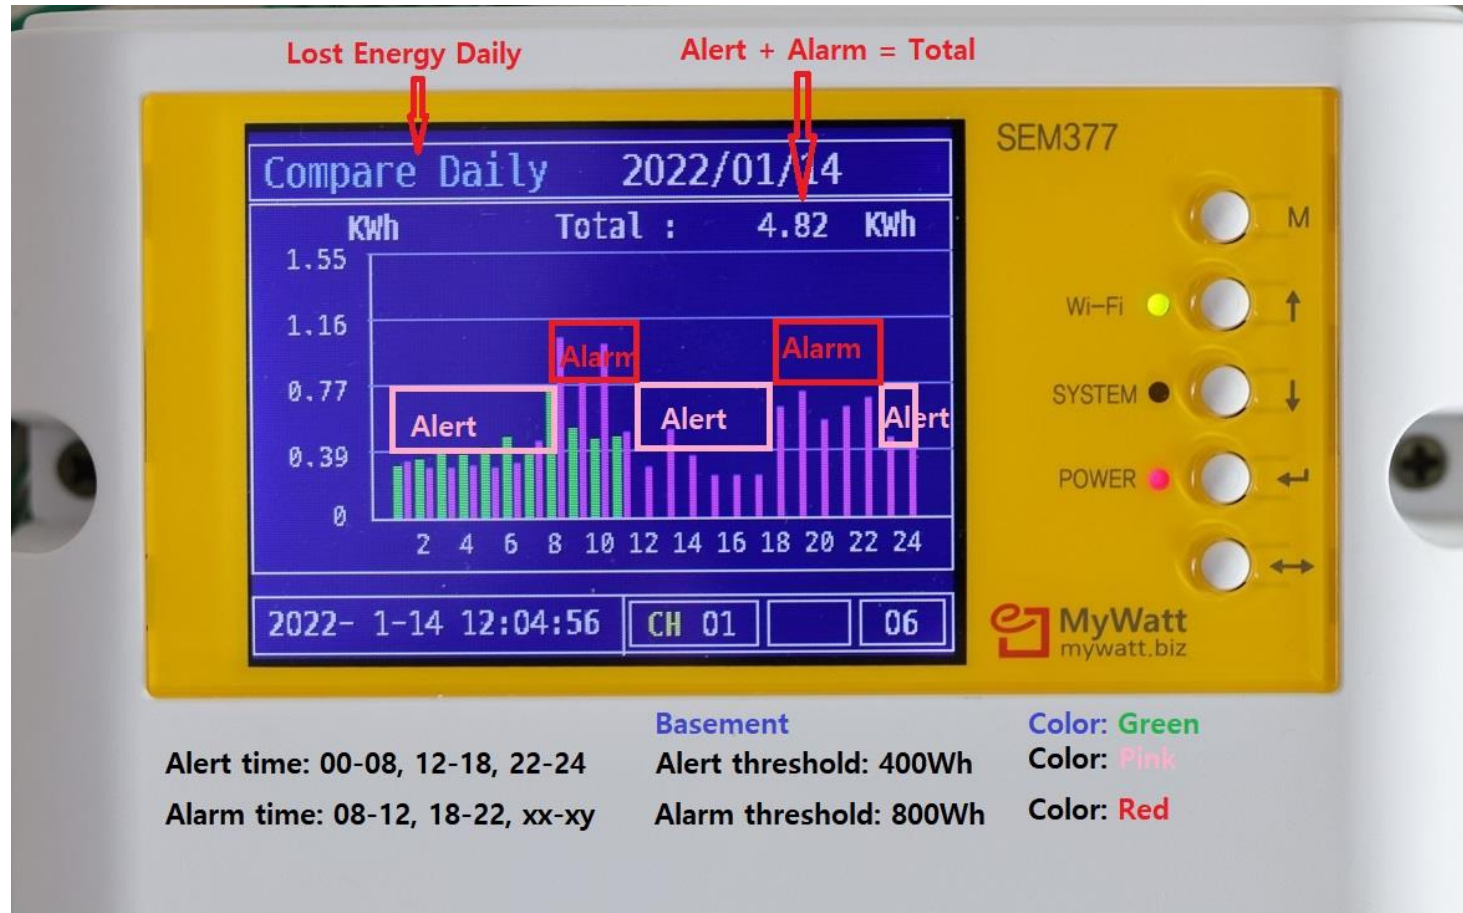 Lost Energy Daily
Alert + Alarm = Total
SEM377
Compare Daily 2022/01/14
KWh Total : 4.82 KWh
M
1.55
Wi-Fi
1.16
Alarm
Alarm
0.77
SYSTEM
Alert
Alert
Alert
0.39
POWER
0
2 4 6 8 10 12 14 16 18 20 22 24
2022- 1-14 12:04:56 CH 01 06
MyWatt
mywatt.biz
Basement Color: Green
Alert time: 00-08, 12-18, 22-24 Alert threshold: 400Wh Color: Pink
Alarm time: 08-12, 18-22, xx-xy Alarm threshold: 800Wh Color: Red